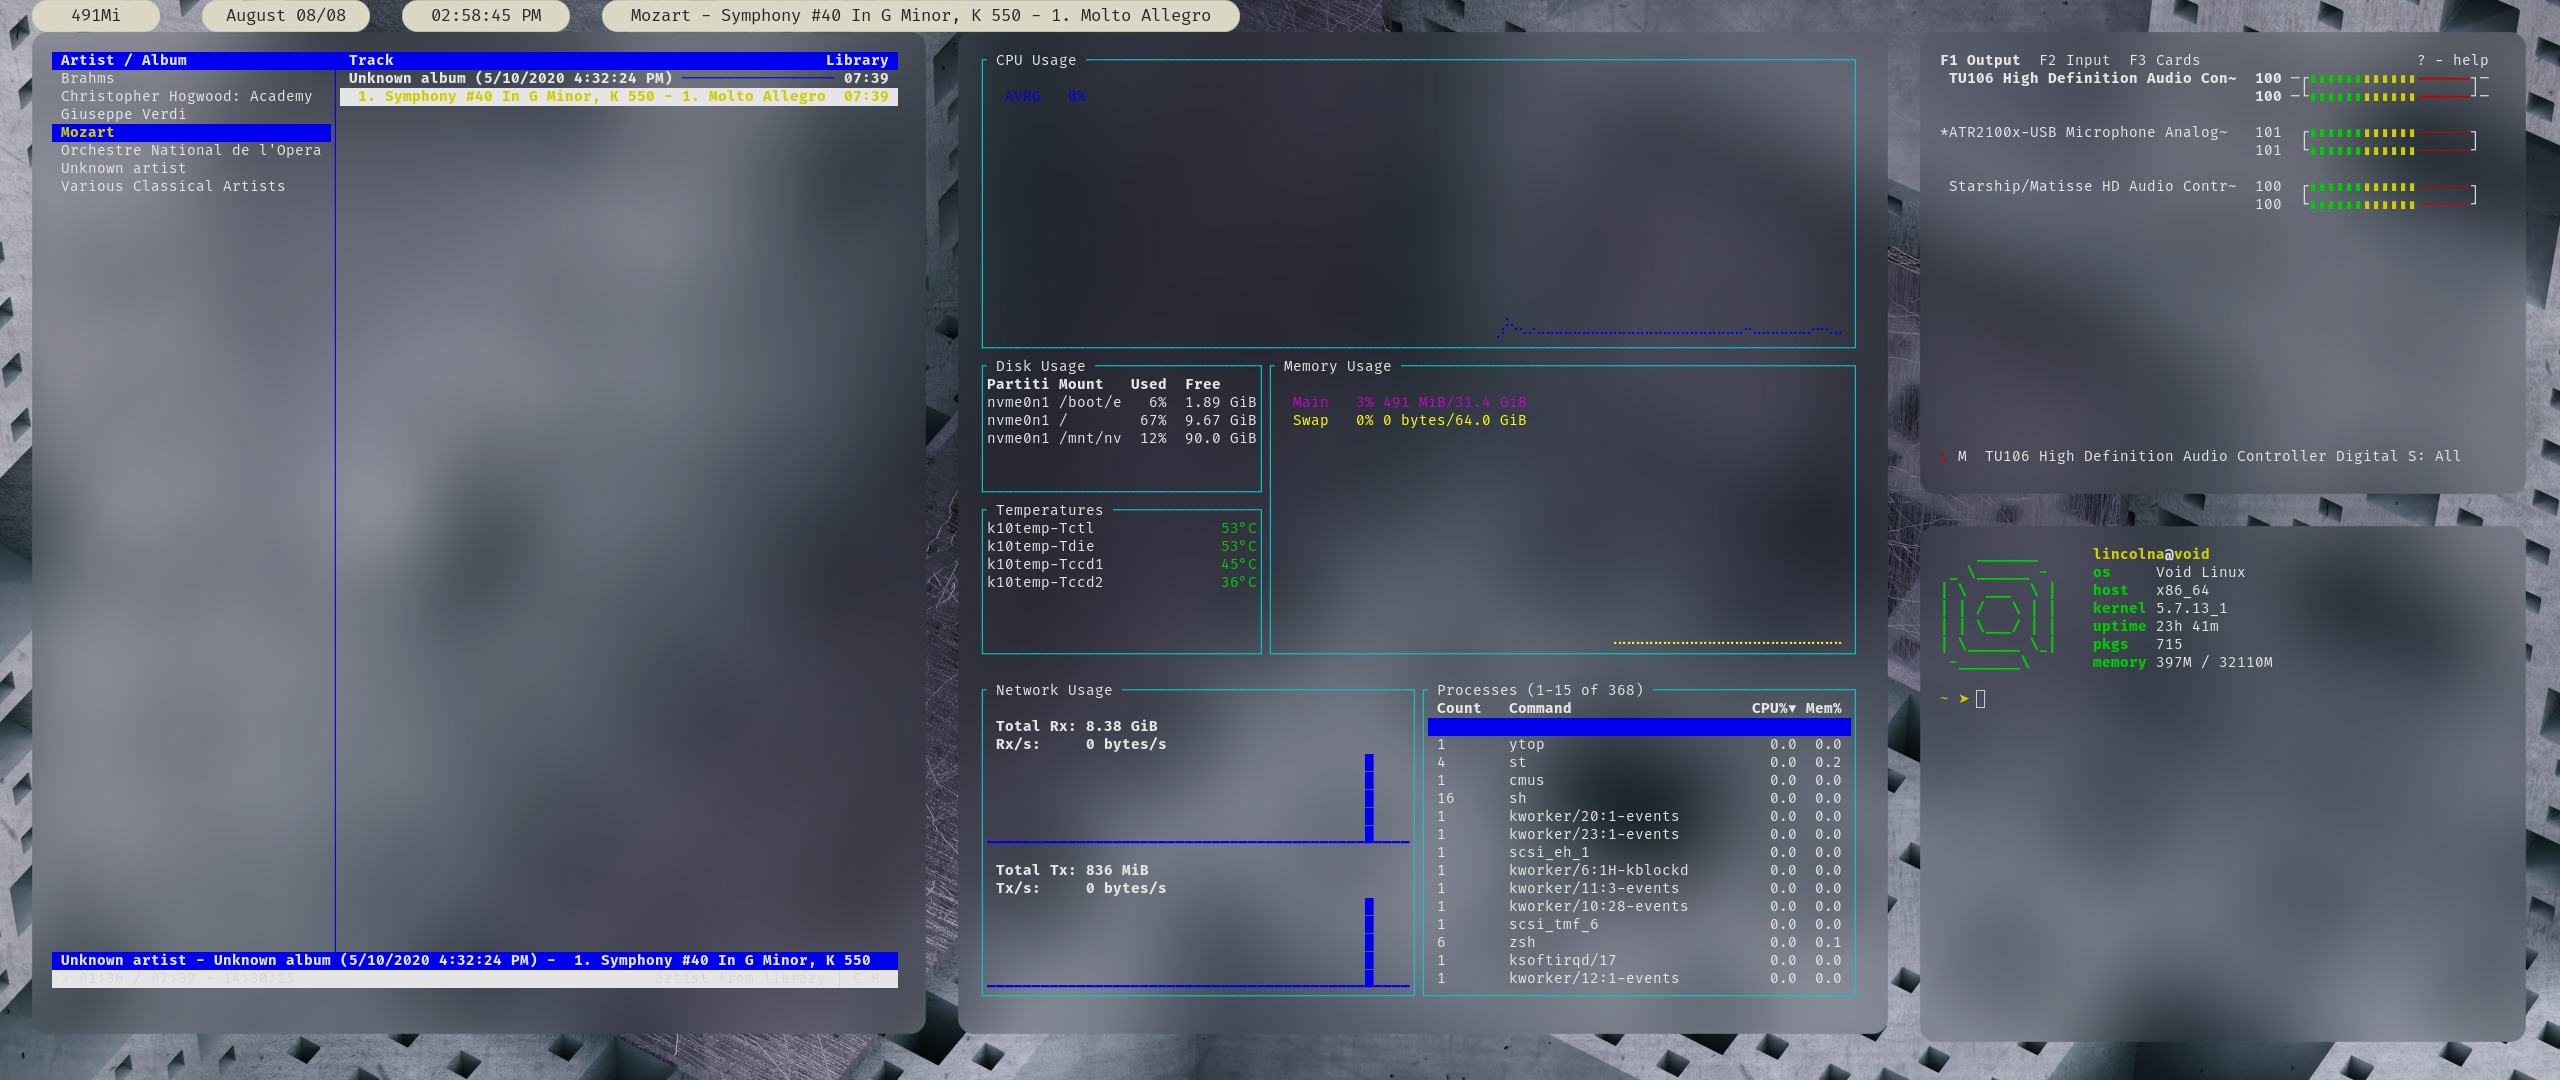 491Mi
August 08/08
02:58:45 PM
Mozart - Symphony #40 In G Minor, K 550 - 1. Molto Allegro
Artist / Album Track Library
Brahms
Christopher Hogwood: Academy
Giuseppe Verdi
Mozart
Orchestre National de l'Opera
Unknown artist
Various Classical Artists
Unknown album (5/10/2020 4:32:24 PM) 07:39
1. Symphony #40 In G Minor, K 550 - 1. Molto Allegro 07:39
Unknown artist - Unknown album (5/10/2020 4:32:24 PM) - 1. Symphony #40 In G Minor, K 550
> 01:36 / 07:39 - 14:30:15 artist from library | C R
CPU Usage
AVRG 0%
Disk Usage
Partiti Mount Used Free
nvme0n1 /boot/e 6% 1.89 GiB
nvme0n1 / 67% 9.67 GiB
nvme0n1 /mnt/nv 12% 90.0 GiB
Memory Usage
Main 3% 491 MiB/31.4 GiB
Swap 0% 0 bytes/64.0 GiB
Temperatures
k10temp-Tctl 53°C
k10temp-Tdie 53°C
k10temp-Tccd1 45°C
k10temp-Tccd2 36°C
Network Usage
Total Rx: 8.38 GiB
Rx/s: 0 bytes/s
Total Tx: 836 MiB
Tx/s: 0 bytes/s
Processes (1-15 of 368)
Count Command CPU%▼ Mem%
1 ytop 0.0 0.0
4 st 0.0 0.2
1 cmus 0.0 0.0
16 sh 0.0 0.0
1 kworker/20:1-events 0.0 0.0
1 kworker/23:1-events 0.0 0.0
1 scsi_eh_1 0.0 0.0
1 kworker/6:1H-kblockd 0.0 0.0
1 kworker/11:3-events 0.0 0.0
1 kworker/10:28-events 0.0 0.0
1 scsi_tmf_6 0.0 0.0
6 zsh 0.0 0.1
1 ksoftirqd/17 0.0 0.0
1 kworker/12:1-events 0.0 0.0
F1 Output F2 Input F3 Cards ? - help
TU106 High Definition Audio Con~ 100
100
*ATR2100x-USB Microphone Analog~ 101
101
Starship/Matisse HD Audio Contr~ 100
100
L M TU106 High Definition Audio Controller Digital S: All
lincolna@void
os Void Linux
host x86_64
kernel 5.7.13_1
uptime 23h 41m
pkgs 715
memory 397M / 32110M
~ ➤